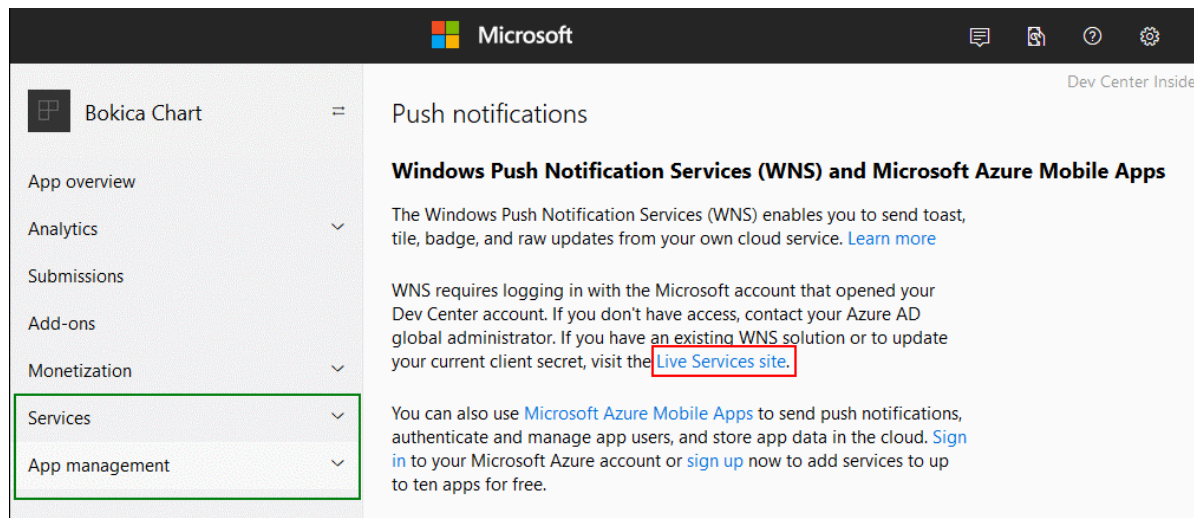 Microsoft
Dev Center Inside
Bokica Chart
App overview
Analytics
Submissions
Add-ons
Monetization
Services
App management
Push notifications
Windows Push Notification Services (WNS) and Microsoft Azure Mobile Apps
The Windows Push Notification Services (WNS) enables you to send toast,
tile, badge, and raw updates from your own cloud service. Learn more
WNS requires logging in with the Microsoft account that opened your
Dev Center account. If you don't have access, contact your Azure AD
global administrator. If you have an existing WNS solution or to update
your current client secret, visit the Live Services site.
You can also use Microsoft Azure Mobile Apps to send push notifications,
authenticate and manage app users, and store app data in the cloud. Sign
in to your Microsoft Azure account or sign up now to add services to up
to ten apps for free.